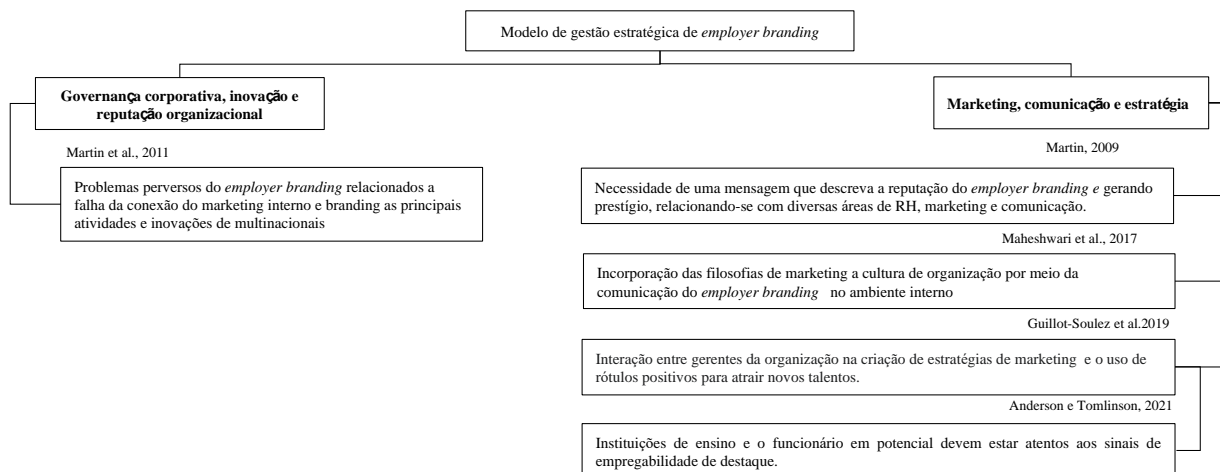 Modelo de gestão estratégica de employer branding
Governança corporativa, inovação e
reputação organizacional
Martin et al., 2011
Problemas perversos do employer branding relacionados a
falha da conexão do marketing interno e branding as principais
atividades e inovações de multinacionais
Marketing, comunicação e estratégia
Martin, 2009
Necessidade de uma mensagem que descreva a reputação do employer branding e gerando
prestígio, relacionando-se com diversas áreas de RH, marketing e comunicação.
Maheshwari et al., 2017
Incorporação das filosofias de marketing a cultura de organização por meio da
comunicação do employer branding no ambiente interno
Guillot-Soulez et al.2019
Interação entre gerentes da organização na criação de estratégias de marketing e o uso de
rótulos positivos para atrair novos talentos.
Anderson e Tomlinson, 2021
Instituições de ensino e o funcionário em potencial devem estar atentos aos sinais de
empregabilidade de destaque.